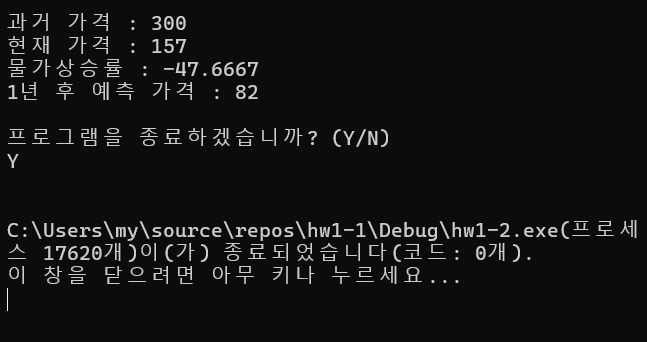 과거 가격 : 300
현재 가격 : 157
물가상승률 : -47.6667
1년 후 예측 가격 : 82
프로그램을 종료하겠습니까? (Y/N)
Y
C:\Users\my\source\repos\hw1-1\Debug\hw1-2.exe(프로세
스 17620개)이(가) 종료되었습니다(코드: 0개).
이 창을 닫으려면 아무 키나 누르세요...